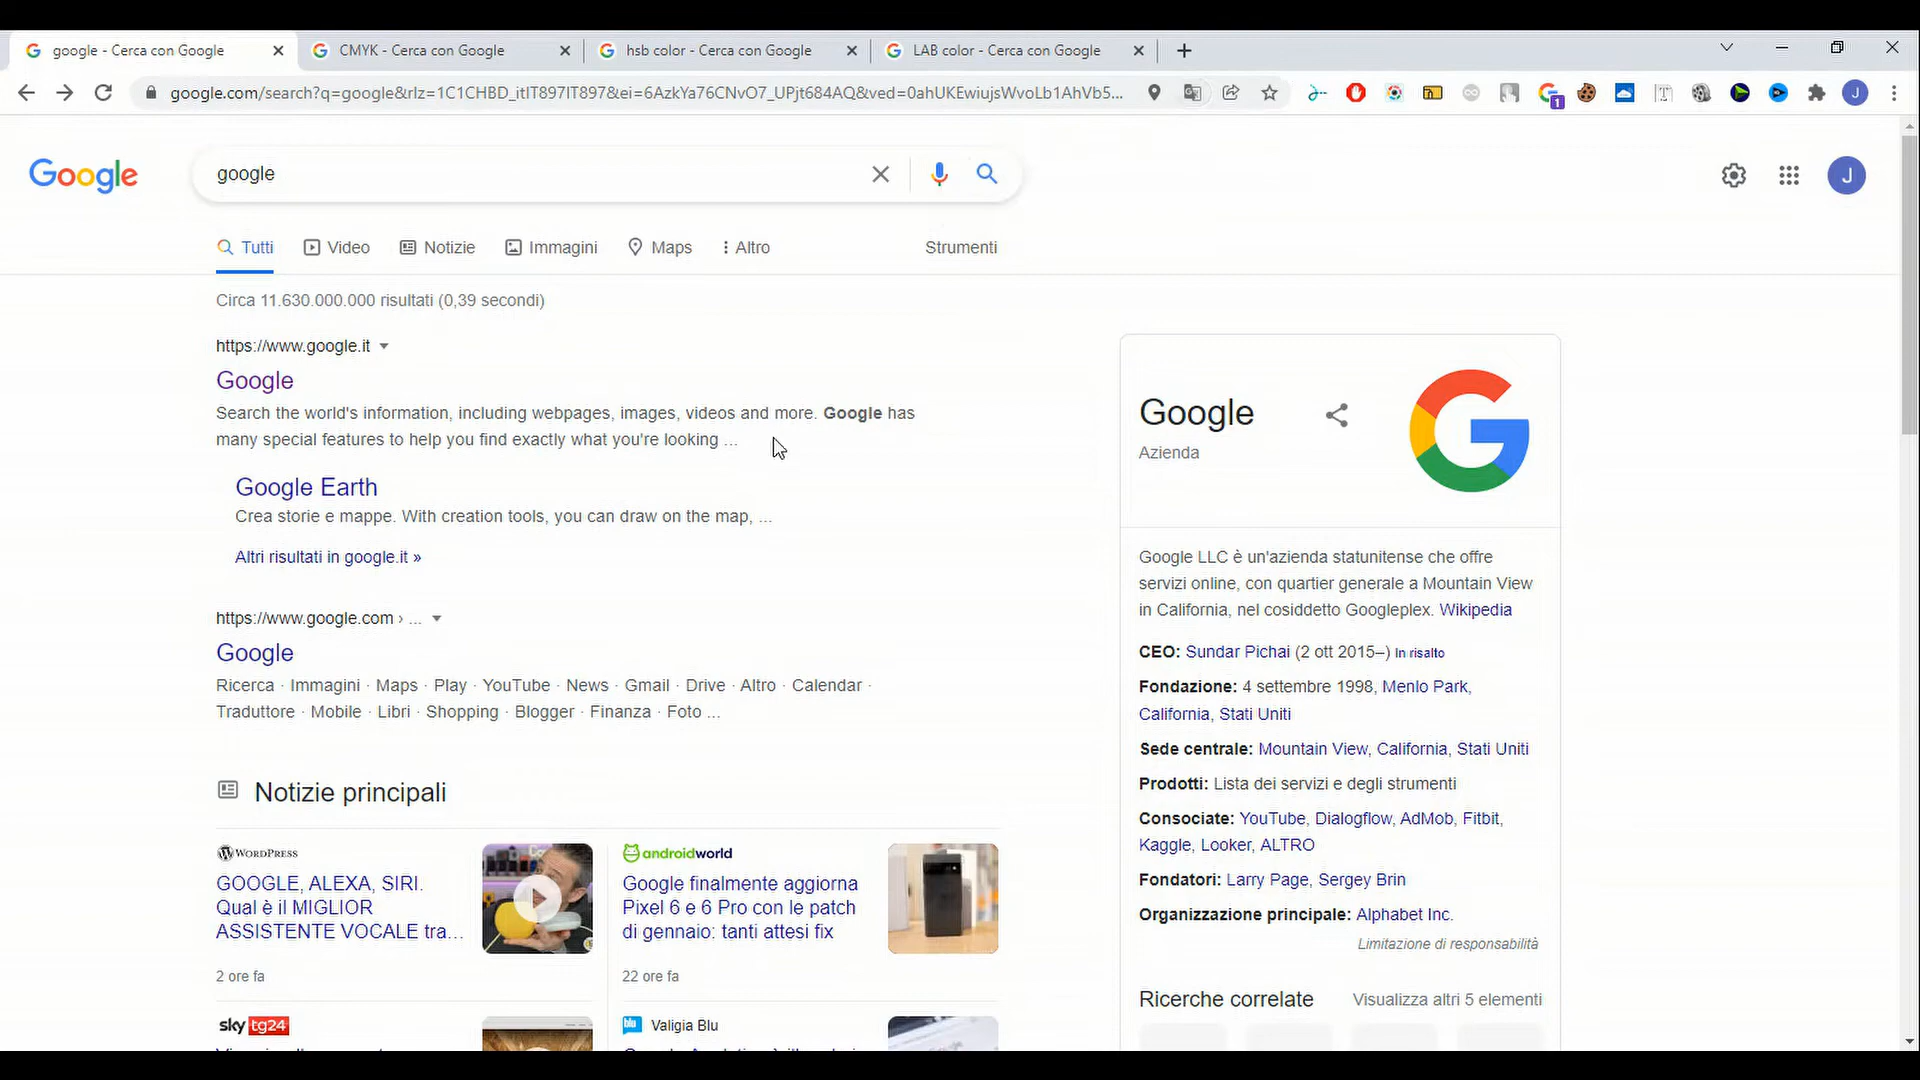 google - Cerca con Google
CMYK - Cerca con Google
hsb color - Cerca con Google
LAB color - Cerca con Google
google.com/search?q=google&rlz=1C1CHBD_itIT897IT897&ei=6AzkYa76CNvO7_UPjt684AQ&ved=0ahUKEwiujsWvoLb1AhVb5...
1
J
Google
google
J
Tutti
Video
Notizie
Immagini
Maps
Altro
Strumenti
Circa 11.630.000.000 risultati (0,39 secondi)
https://www.google.it
Google
Search the world's information, including webpages, images, videos and more. Google has
many special features to help you find exactly what you're looking ...
Google Earth
Crea storie e mappe. With creation tools, you can draw on the map, ...
Altri risultati in google.it »
https://www.google.com › ...
Google
Ricerca · Immagini · Maps · Play · YouTube · News · Gmail · Drive · Altro · Calendar ·
Traduttore · Mobile · Libri · Shopping · Blogger · Finanza · Foto ...
Notizie principali
WORDPRESS
GOOGLE, ALEXA, SIRI.
Qual è il MIGLIOR
ASSISTENTE VOCALE tra...
2 ore fa
androidworld
Google finalmente aggiorna
Pixel 6 e 6 Pro con le patch
di gennaio: tanti attesi fix
22 ore fa
sky tg24
blu
Valigia Blu
Google
Azienda
Google LLC è un'azienda statunitense che offre
servizi online, con quartier generale a Mountain View
in California, nel cosiddetto Googleplex. Wikipedia
CEO: Sundar Pichai (2 ott 2015–) In risalto
Fondazione: 4 settembre 1998, Menlo Park,
California, Stati Uniti
Sede centrale: Mountain View, California, Stati Uniti
Prodotti: Lista dei servizi e degli strumenti
Consociate: YouTube, Dialogflow, AdMob, Fitbit,
Kaggle, Looker, ALTRO
Fondatori: Larry Page, Sergey Brin
Organizzazione principale: Alphabet Inc.
Limitazione di responsabilità
Ricerche correlate
Visualizza altri 5 elementi